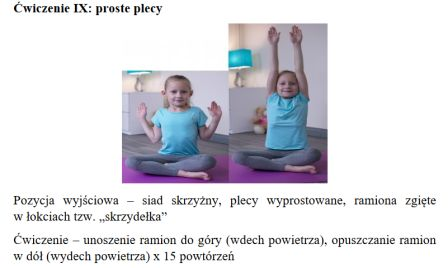 Ćwiczenie IX: proste plecy
Pozycja wyjściowa – siad skrzyżny, plecy wyprostowane, ramiona zgięte
w łokciach tzw. „skrzydełka”
Ćwiczenie – unoszenie ramion do góry (wdech powietrza), opuszczanie ramion
w dół (wydech powietrza) x 15 powtórzeń